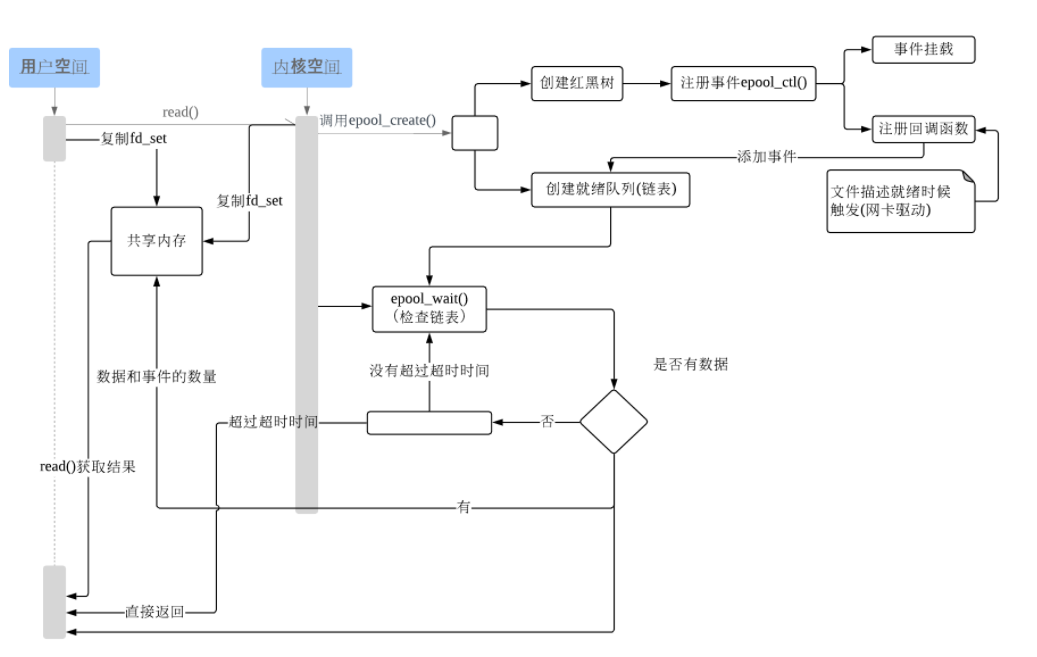 用户空间
内核空间
事件挂载
创建红黑树
注册事件epool_ctl()
read()
调用epool_create()
注册回调函数
复制fd_set
添加事件
创建就绪队列(链表)
文件描述就绪时候
触发(网卡驱动)
复制fd_set
共享内存
epool_wait()
（检查链表）
是否有数据
没有超过超时时间
数据和事件的数量
超过超时时间
否
read()获取结果
有
直接返回